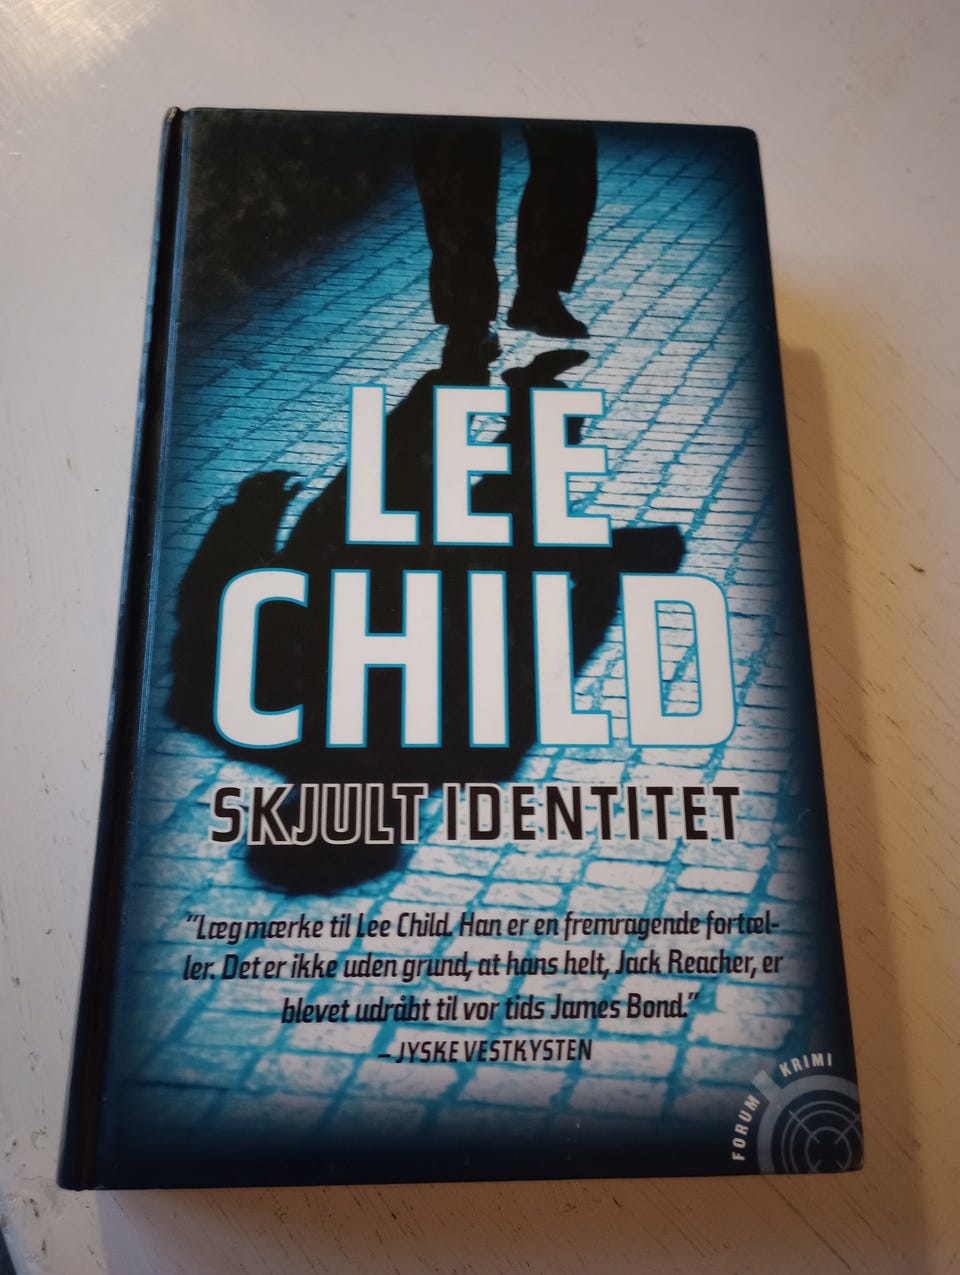 LEE
CHILD
SKJULT IDENTITET
"Læg mærke til Lee Child. Han er en fremragende fortæl-
ler. Det er ikke uden grund, at hans helt, Jack Reacher, er
blevet udråbt til vor tids James Bond."
– JYSKE VESTKYSTEN
FORUM KRIMI